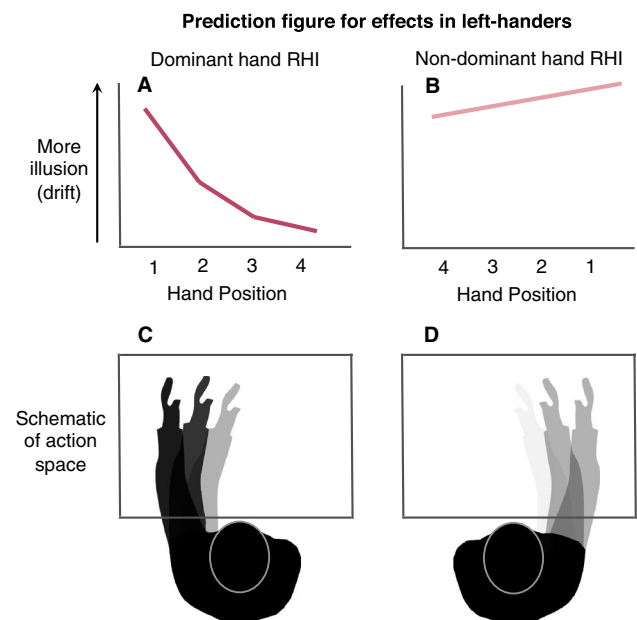 Prediction figure for effects in left-handers
Dominant hand RHI
Non-dominant hand RHI
A
B
More
illusion
(drift)
1 2 3 4
4 3 2 1
Hand Position
Hand Position
C
D
Schematic
of action
space